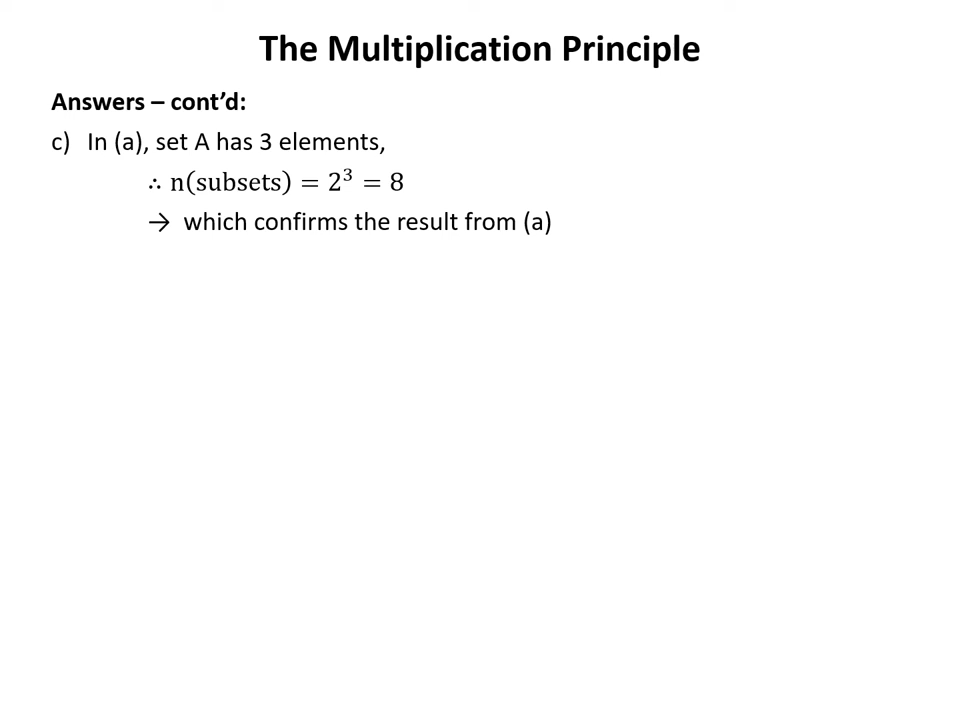 The Multiplication Principle
Answers – cont’d:
c) In (a), set A has 3 elements,
∴ n(subsets) = 2³ = 8
→ which confirms the result from (a)